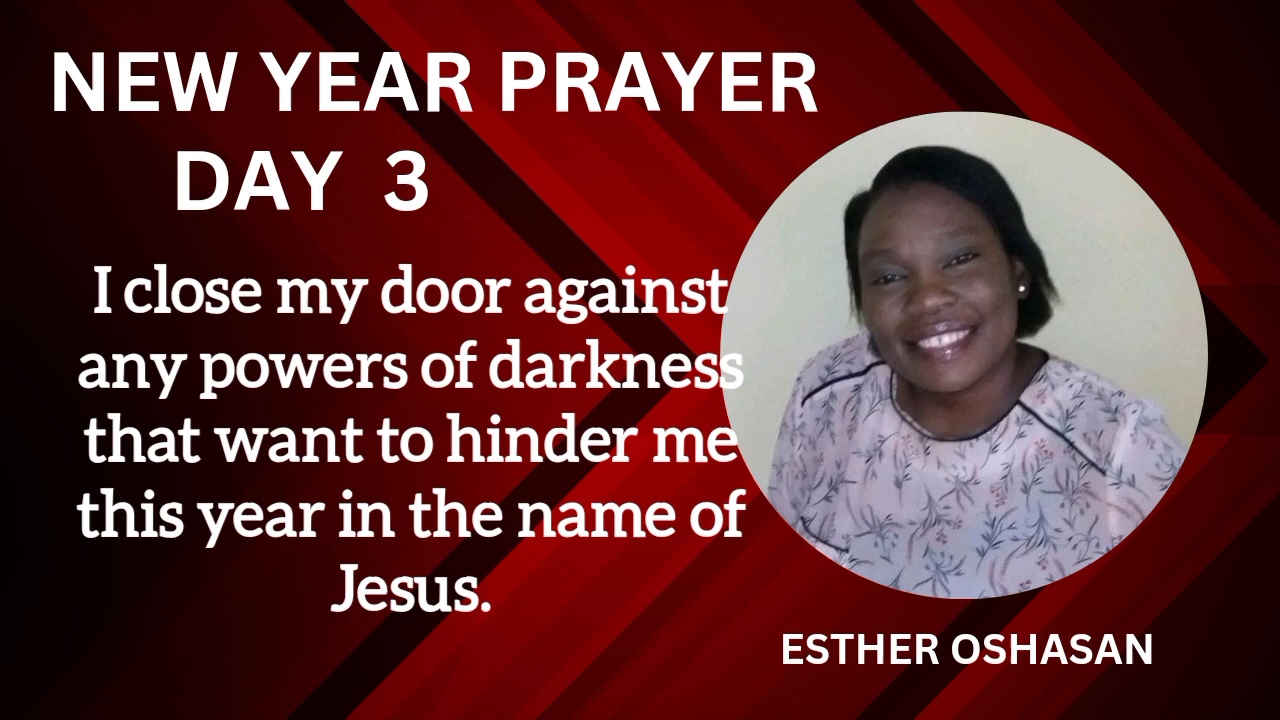 NEW YEAR PRAYER
DAY 3
I close my door against
any powers of darkness
that want to hinder me
this year in the name of
Jesus.
ESTHER OSHASAN